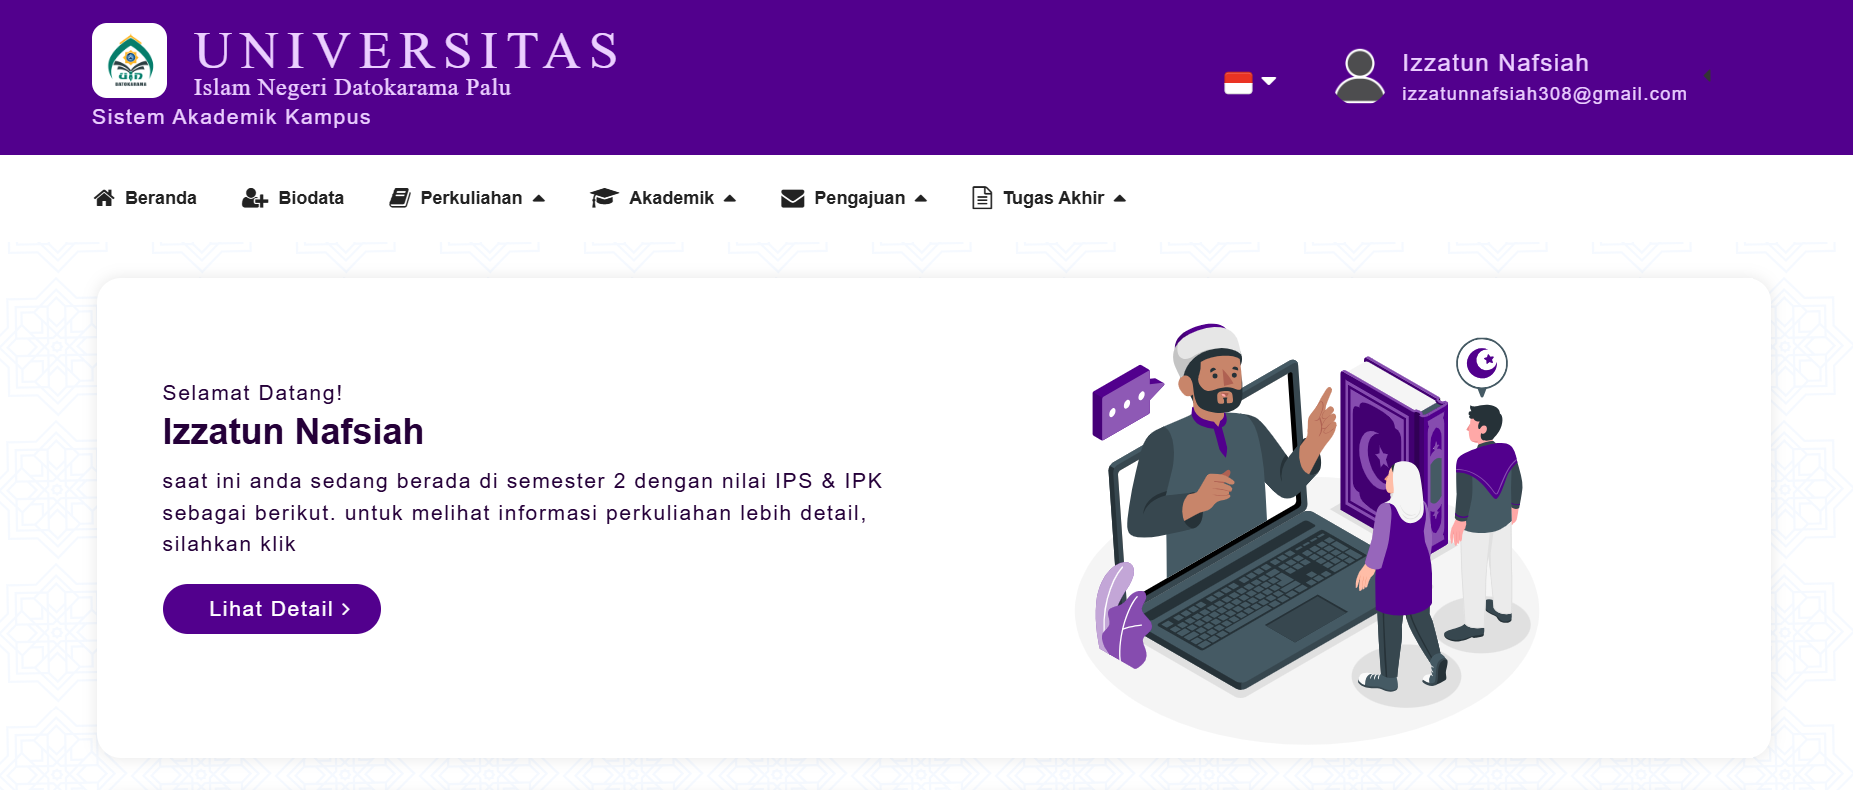 UNIVERSITAS
Islam Negeri Datokarama Palu
Sistem Akademik Kampus
Izzatun Nafsiah
izzatunnafsiah308@gmail.com
Beranda Biodata Perkuliahan Akademik Pengajuan Tugas Akhir
Selamat Datang!
Izzatun Nafsiah
saat ini anda sedang berada di semester 2 dengan nilai IPS & IPK
sebagai berikut. untuk melihat informasi perkuliahan lebih detail,
silahkan klik
Lihat Detail